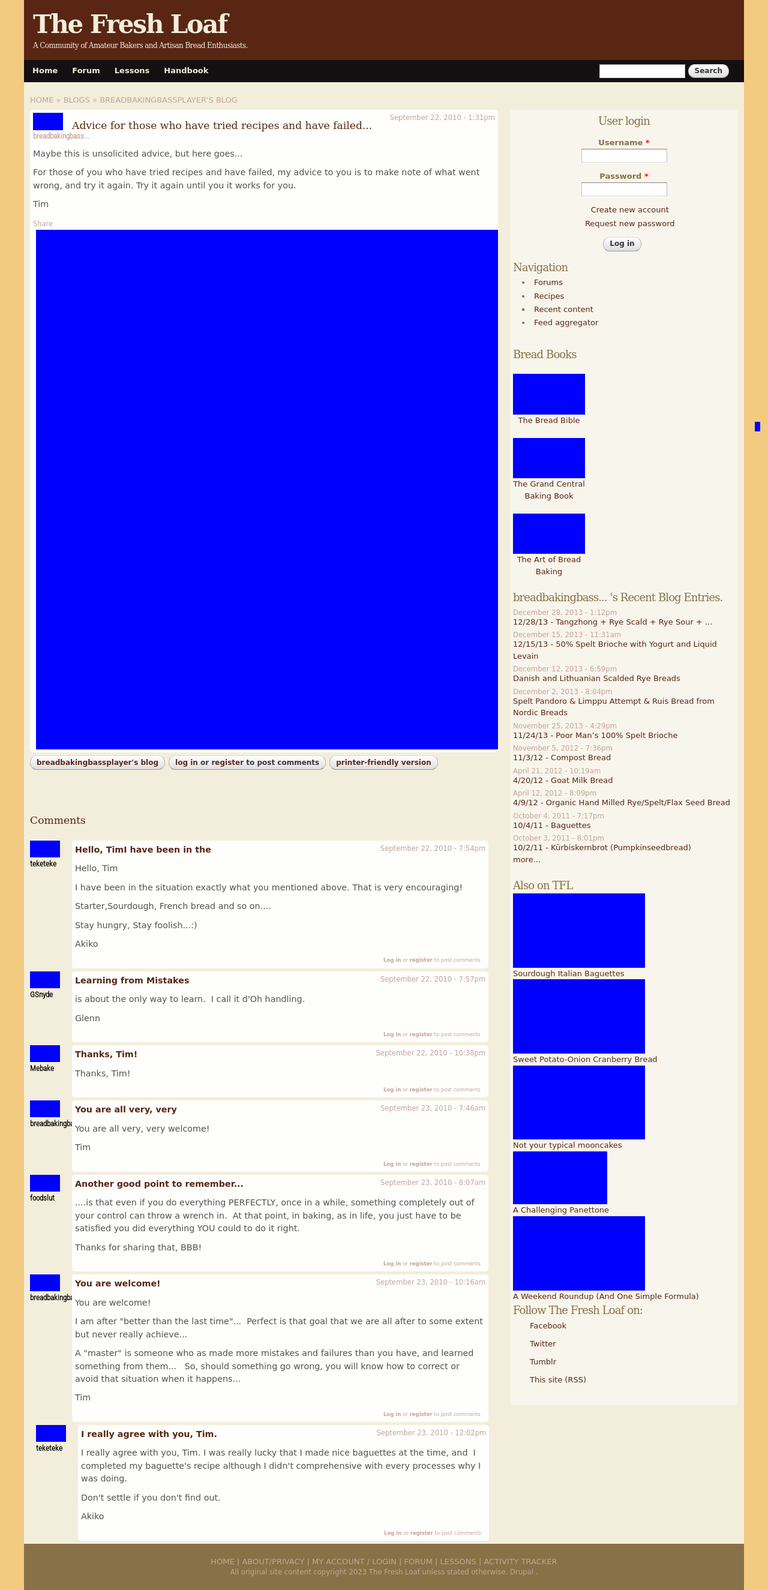 The Fresh Loaf
A Community of Amateur Bakers and Artisan Bread Enthusiasts.
Home Forum Lessons Handbook Search
HOME » BLOGS » BREADBAKINGBASSPLAYER'S BLOG
Advice for those who have tried recipes and have failed...
September 22, 2010 - 1:31pm
breadbakingbass...
Maybe this is unsolicited advice, but here goes...
For those of you who have tried recipes and have failed, my advice to you is to make note of what went
wrong, and try it again. Try it again until you it works for you.
Tim
Share
breadbakingbassplayer's blog
log in or register to post comments
printer-friendly version
Comments
teketeke
Hello, TimI have been in the
September 22, 2010 - 7:54pm
Hello, Tim
I have been in the situation exactly what you mentioned above. That is very encouraging!
Starter,Sourdough, French bread and so on....
Stay hungry, Stay foolish...:)
Akiko
Log in or register to post comments
GSnyde
Learning from Mistakes
September 22, 2010 - 7:57pm
is about the only way to learn.  I call it d'Oh handling.
Glenn
Log in or register to post comments
Mebake
Thanks, Tim!
September 22, 2010 - 10:38pm
Thanks, Tim!
Log in or register to post comments
breadbakingba
You are all very, very
September 23, 2010 - 7:46am
You are all very, very welcome!
Tim
Log in or register to post comments
foodslut
Another good point to remember...
September 23, 2010 - 8:07am
....is that even if you do everything PERFECTLY, once in a while, something completely out of
your control can throw a wrench in.  At that point, in baking, as in life, you just have to be
satisfied you did everything YOU could to do it right.
Thanks for sharing that, BBB!
Log in or register to post comments
breadbakingba
You are welcome!
September 23, 2010 - 10:16am
You are welcome!
I am after "better than the last time"...  Perfect is that goal that we are all after to some extent
but never really achieve...
A "master" is someone who as made more mistakes and failures than you have, and learned
something from them...   So, should something go wrong, you will know how to correct or
avoid that situation when it happens...
Tim
Log in or register to post comments
teketeke
I really agree with you, Tim.
September 23, 2010 - 12:02pm
I really agree with you, Tim. I was really lucky that I made nice baguettes at the time, and  I
completed my baguette's recipe although I didn't comprehensive with every processes why I
was doing.
Don't settle if you don't find out.
Akiko
Log in or register to post comments
User login
Username *
Password *
Create new account
Request new password
Log in
Navigation
Forums
Recipes
Recent content
Feed aggregator
Bread Books
The Bread Bible
The Grand Central
Baking Book
The Art of Bread
Baking
breadbakingbass... 's Recent Blog Entries.
December 28, 2013 - 1:12pm
12/28/13 - Tangzhong + Rye Scald + Rye Sour + ...
December 15, 2013 - 11:31am
12/15/13 - 50% Spelt Brioche with Yogurt and Liquid
Levain
December 12, 2013 - 6:59pm
Danish and Lithuanian Scalded Rye Breads
December 2, 2013 - 8:04pm
Spelt Pandoro & Limppu Attempt & Ruis Bread from
Nordic Breads
November 25, 2013 - 4:29pm
11/24/13 - Poor Man's 100% Spelt Brioche
November 5, 2012 - 7:36pm
11/3/12 - Compost Bread
April 21, 2012 - 10:19am
4/20/12 - Goat Milk Bread
April 12, 2012 - 8:09pm
4/9/12 - Organic Hand Milled Rye/Spelt/Flax Seed Bread
October 4, 2011 - 7:17pm
10/4/11 - Baguettes
October 3, 2011 - 8:01pm
10/2/11 - Kürbiskernbrot (Pumpkinseedbread)
more...
Also on TFL
Sourdough Italian Baguettes
Sweet Potato-Onion Cranberry Bread
Not your typical mooncakes
A Challenging Panettone
A Weekend Roundup (And One Simple Formula)
Follow The Fresh Loaf on:
Facebook
Twitter
Tumblr
This site (RSS)
HOME | ABOUT/PRIVACY | MY ACCOUNT / LOGIN | FORUM | LESSONS | ACTIVITY TRACKER
All original site content copyright 2023 The Fresh Loaf unless stated otherwise. Drupal .